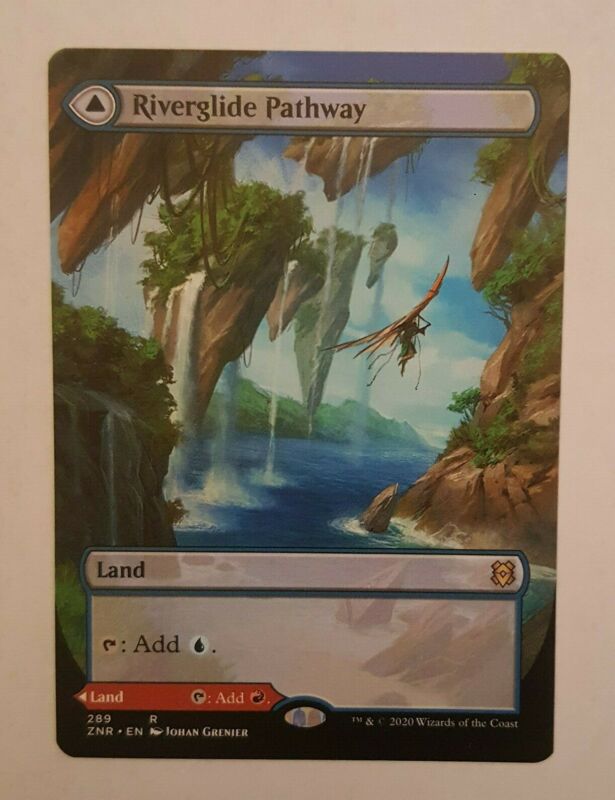 Riverglide Pathway
Land
: Add .
Land : Add .
289 R
ZNR • EN Johan Grenier
™ & © 2020 Wizards of the Coast